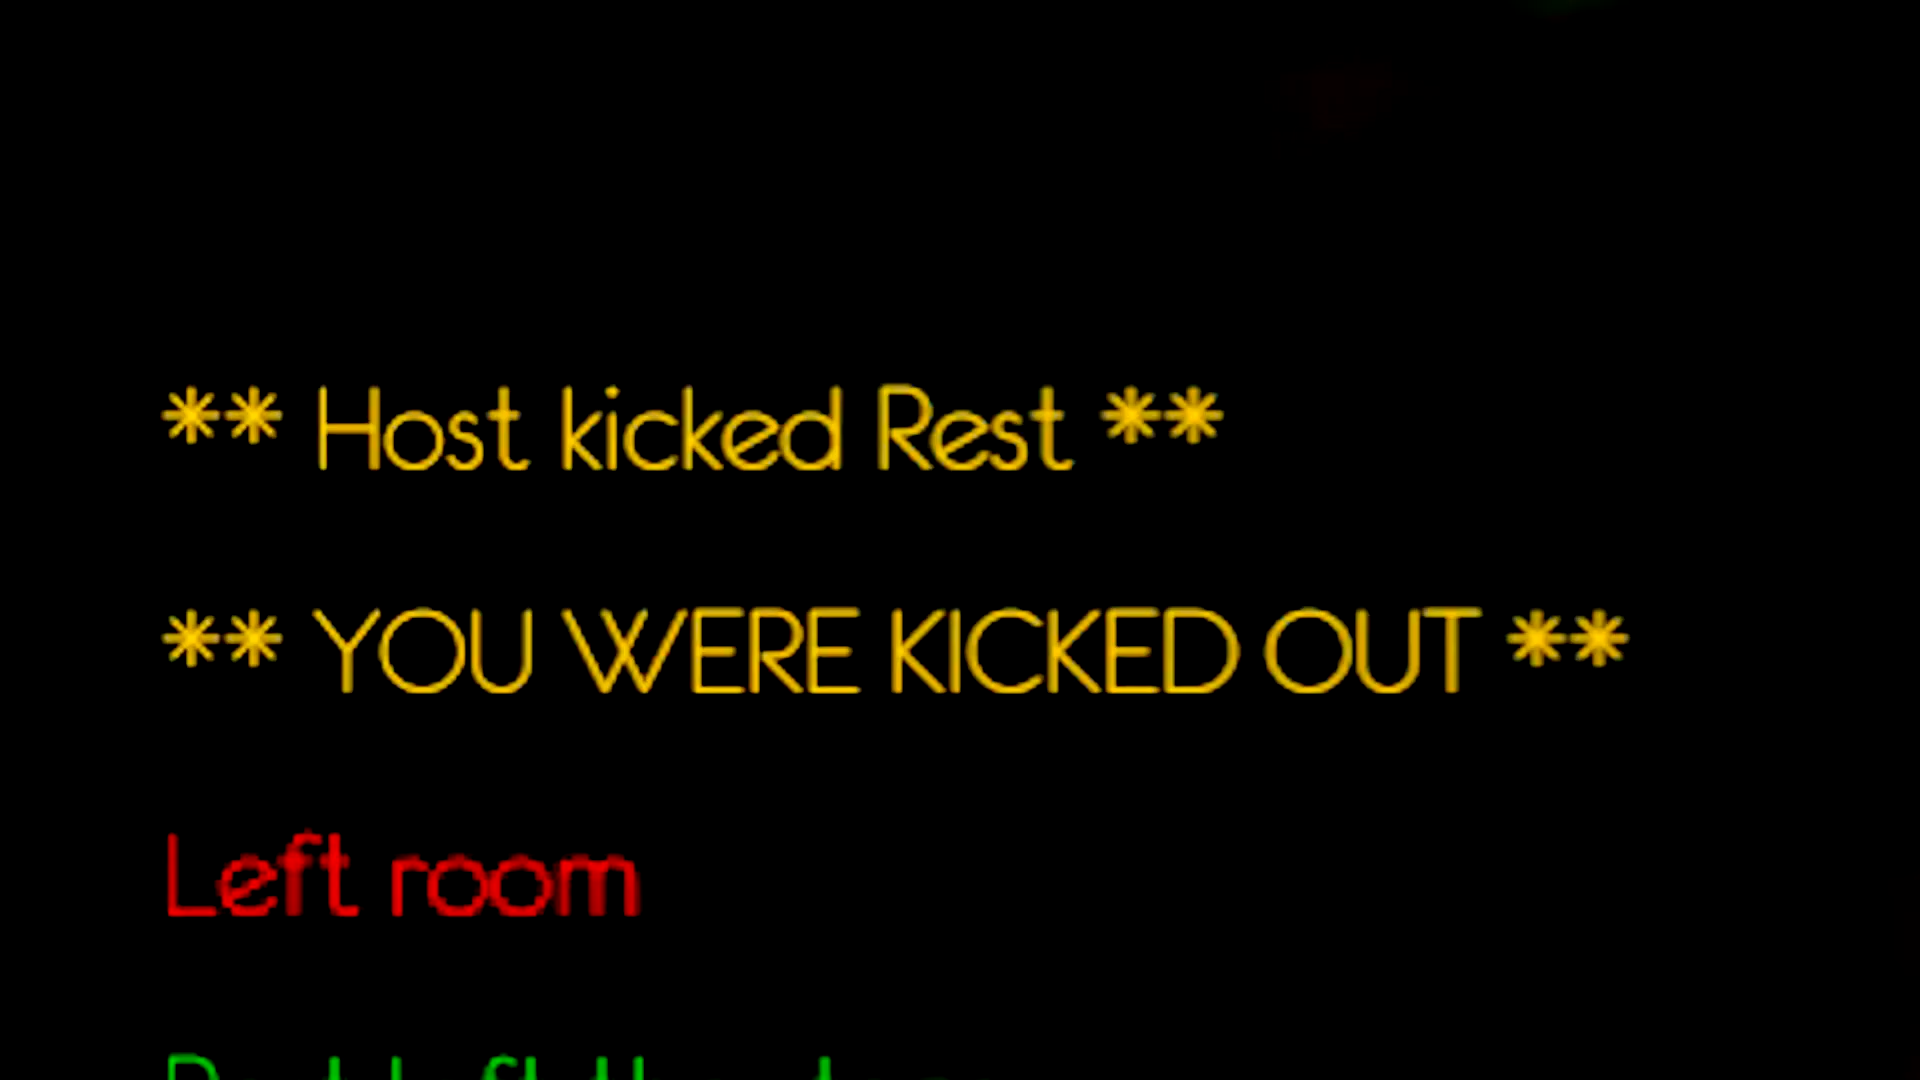 ** Host kicked Rest **
** YOU WERE KICKED OUT **
Left room